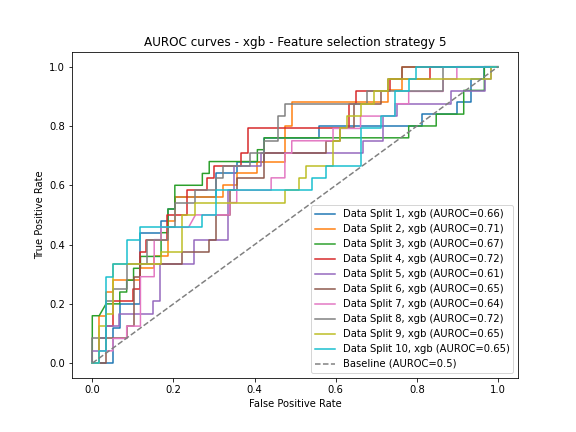 AUROC curves - xgb - Feature selection strategy 5
True Positive Rate
1.0
0.8
0.6
0.4
0.2
0.0
Data Split 1, xgb (AUROC=0.66)
Data Split 2, xgb (AUROC=0.71)
Data Split 3, xgb (AUROC=0.67)
Data Split 4, xgb (AUROC=0.72)
Data Split 5, xgb (AUROC=0.61)
Data Split 6, xgb (AUROC=0.65)
Data Split 7, xgb (AUROC=0.64)
Data Split 8, xgb (AUROC=0.72)
Data Split 9, xgb (AUROC=0.65)
Data Split 10, xgb (AUROC=0.65)
Baseline (AUROC=0.5)
0.0 0.2 0.4 0.6 0.8 1.0
False Positive Rate